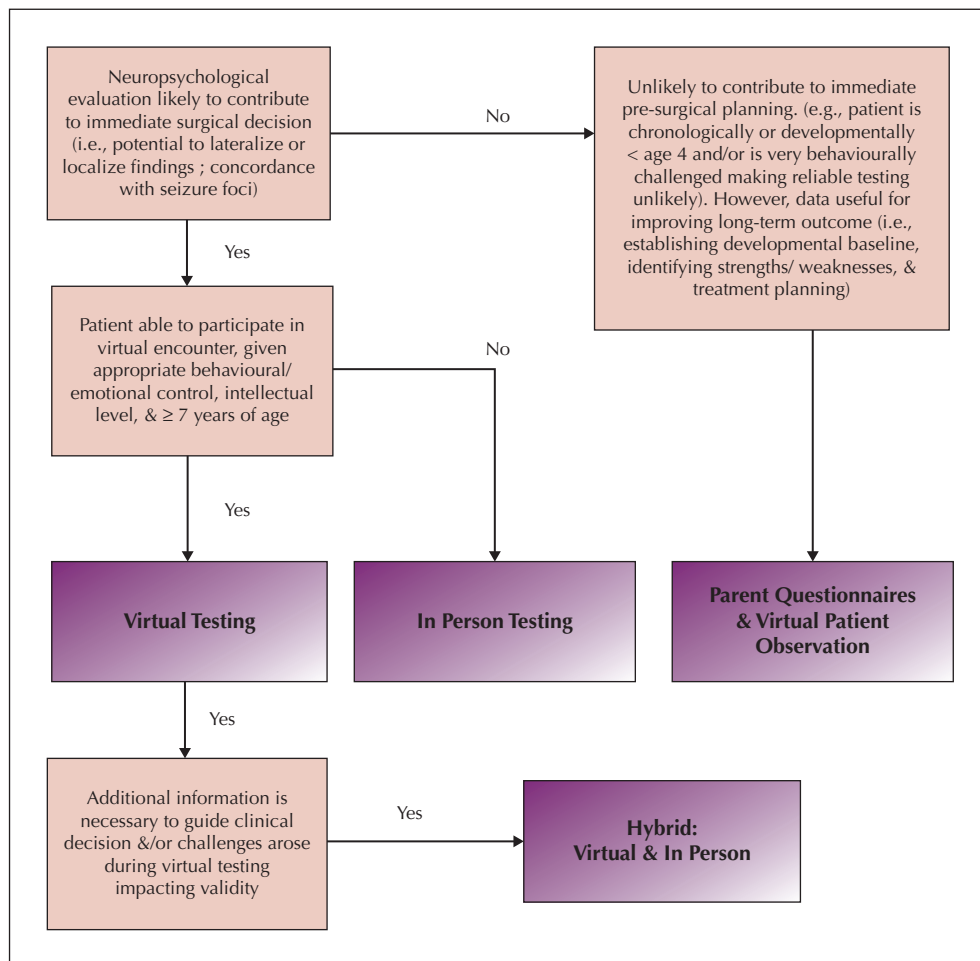 Neuropsychological
evaluation likely to contribute
to immediate surgical decision
(i.e., potential to lateralize or
localize findings ; concordance
with seizure foci)
No
Unlikely to contribute to immediate
pre-surgical planning. (e.g., patient is
chronologically or developmentally
< age 4 and/or is very behaviourally
challenged making reliable testing
unlikely). However, data useful for
improving long-term outcome (i.e.,
establishing developmental baseline,
identifying strengths/ weaknesses, &
treatment planning)
Yes
Patient able to participate in
virtual encounter, given
appropriate behavioural/
emotional control, intellectual
level, & ≥ 7 years of age
No
Yes
Virtual Testing
In Person Testing
Parent Questionnaires
& Virtual Patient
Observation
Yes
Additional information is
necessary to guide clinical
decision &/or challenges arose
during virtual testing
impacting validity
Yes
Hybrid:
Virtual & In Person